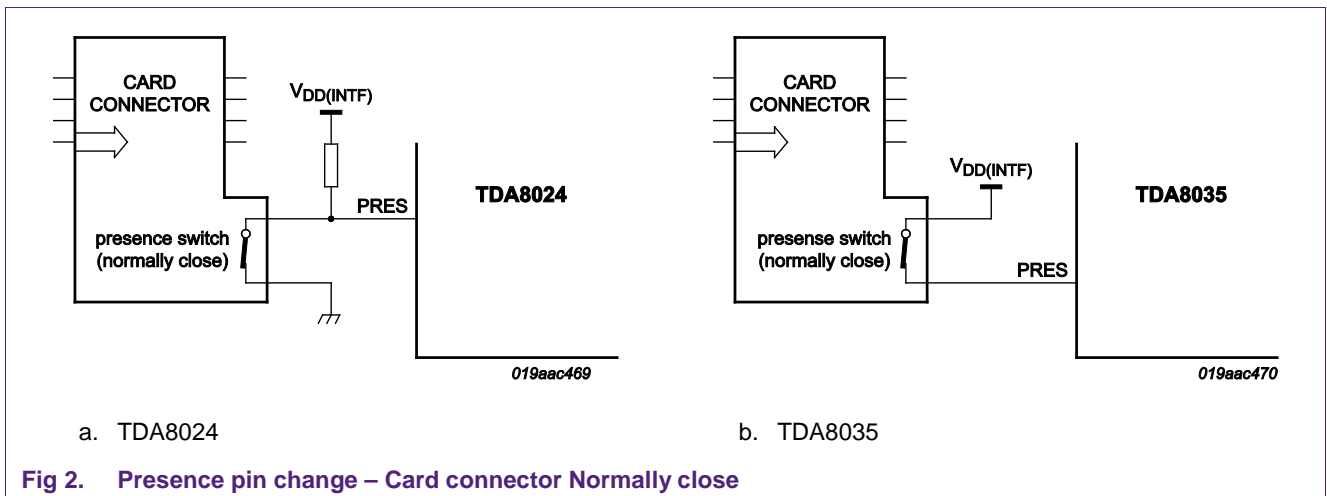 CARD
CONNECTOR
VDD(INTF)
TDA8024
PRES
presence switch
(normally close)
019aac469
CARD
CONNECTOR
VDD(INTF)
TDA8035
presense switch
(normally close)
PRES
019aac470
a. TDA8024
b. TDA8035
Fig 2. Presence pin change – Card connector Normally close